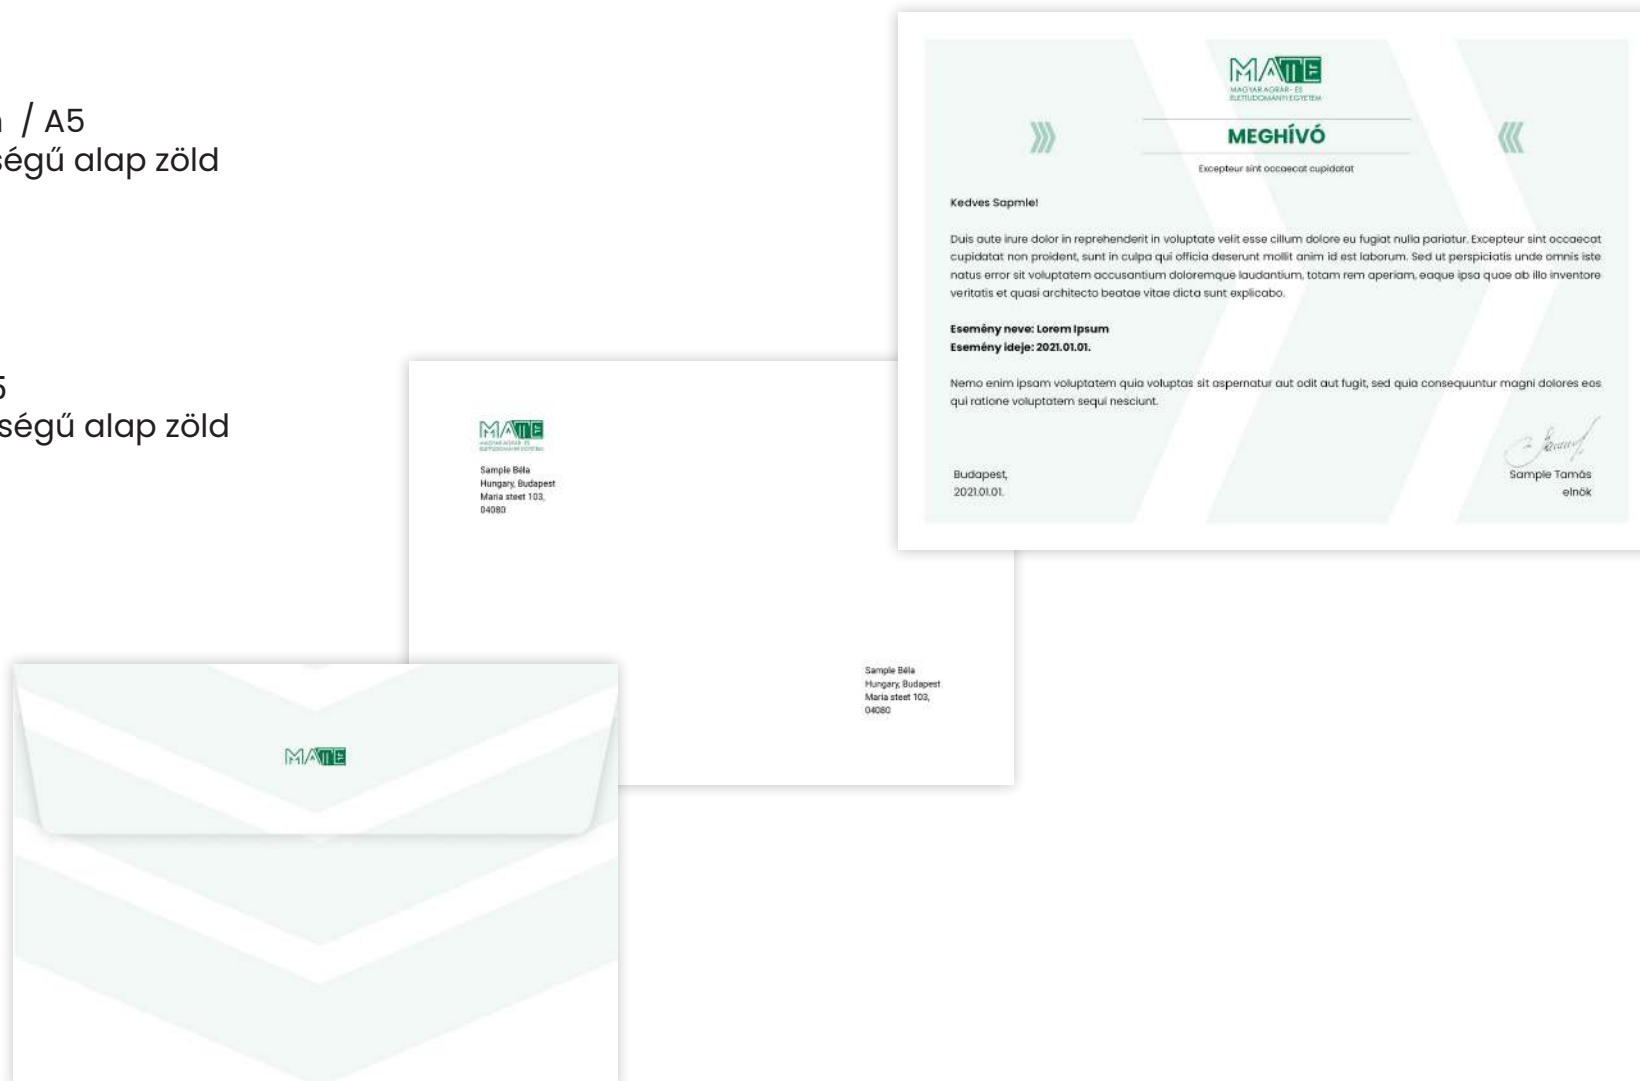 / A5
ségű alap zöld
5
ségű alap zöld
MATE
MAGYAR AGRÁR- ÉS
ÉLETTUDOMÁNYI EGYETEM
MEGHÍVÓ
Excepteur sint occaecat cupidatat
Kedves Sapmle!
Duis aute irure dolor in reprehenderit in voluptate velit esse cillum dolore eu fugiat nulla pariatur. Excepteur sint occaecat
cupidatat non proident, sunt in culpa qui officia deserunt mollit anim id est laborum. Sed ut perspiciatis unde omnis iste
natus error sit voluptatem accusantium doloremque laudantium, totam rem aperiam, eaque ipsa quae ab illo inventore
veritatis et quasi architecto beatae vitae dicta sunt explicabo.
Esemény neve: Lorem Ipsum
Esemény ideje: 2021.01.01.
Nemo enim ipsam voluptatem quia voluptas sit aspernatur aut odit aut fugit, sed quia consequuntur magni dolores eos
qui ratione voluptatem sequi nesciunt.
Budapest,
2021.01.01.
Sample Tamás
elnök
MATE
MAGYAR AGRÁR- ÉS
ÉLETTUDOMÁNYI EGYETEM
Sample Béla
Hungary, Budapest
Maria steet 103,
04080
Sample Béla
Hungary, Budapest
Maria steet 103,
04080
MATE